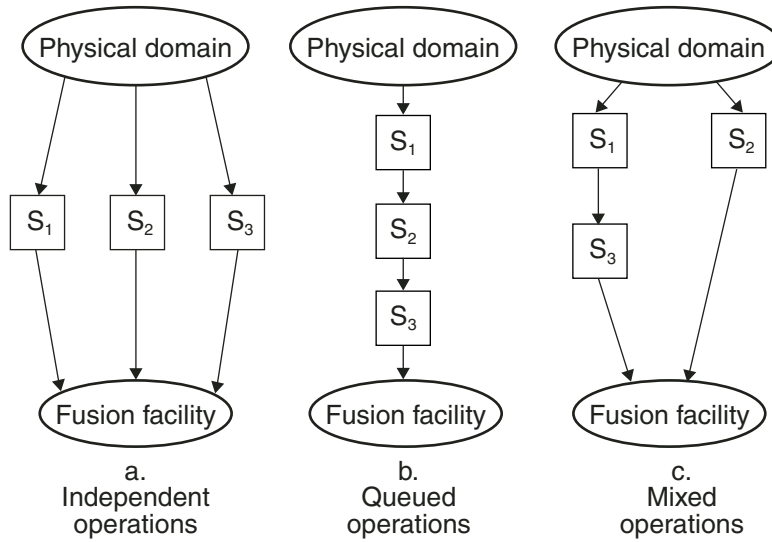 Physical domain
S₁
S₂
S₃
Fusion facility
a.
Independent
operations
Physical domain
S₁
S₂
S₃
Fusion facility
b.
Queued
operations
Physical domain
S₁
S₂
S₃
Fusion facility
c.
Mixed
operations